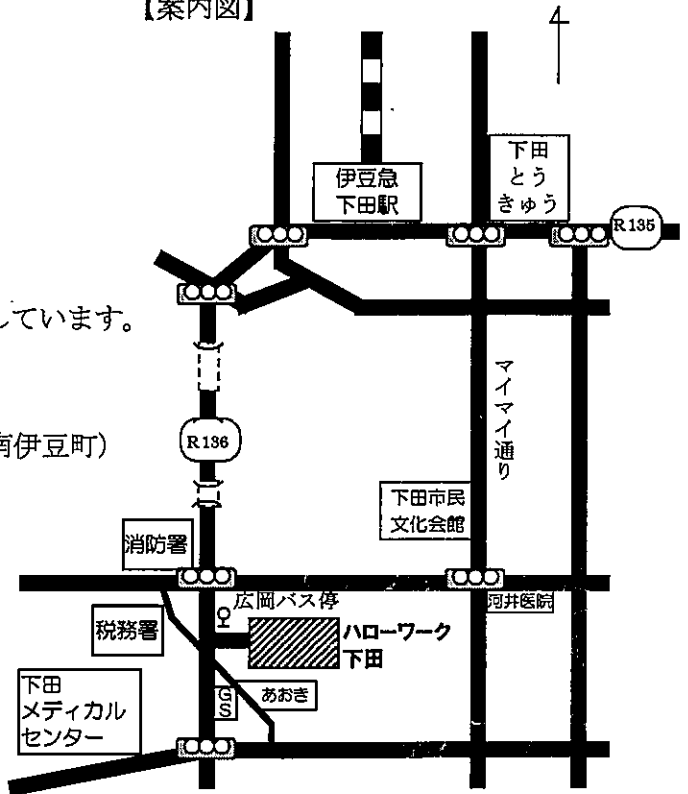 【案内図】
伊豆急
下田駅
下田
とう
きゅう
R135
しています。
R136
南伊豆町）
マイマイ通り
下田市民
文化会館
消防署
広岡バス停
河井医院
税務署
ハローワーク
下田
下田
メディカル
センター
GS
あおき